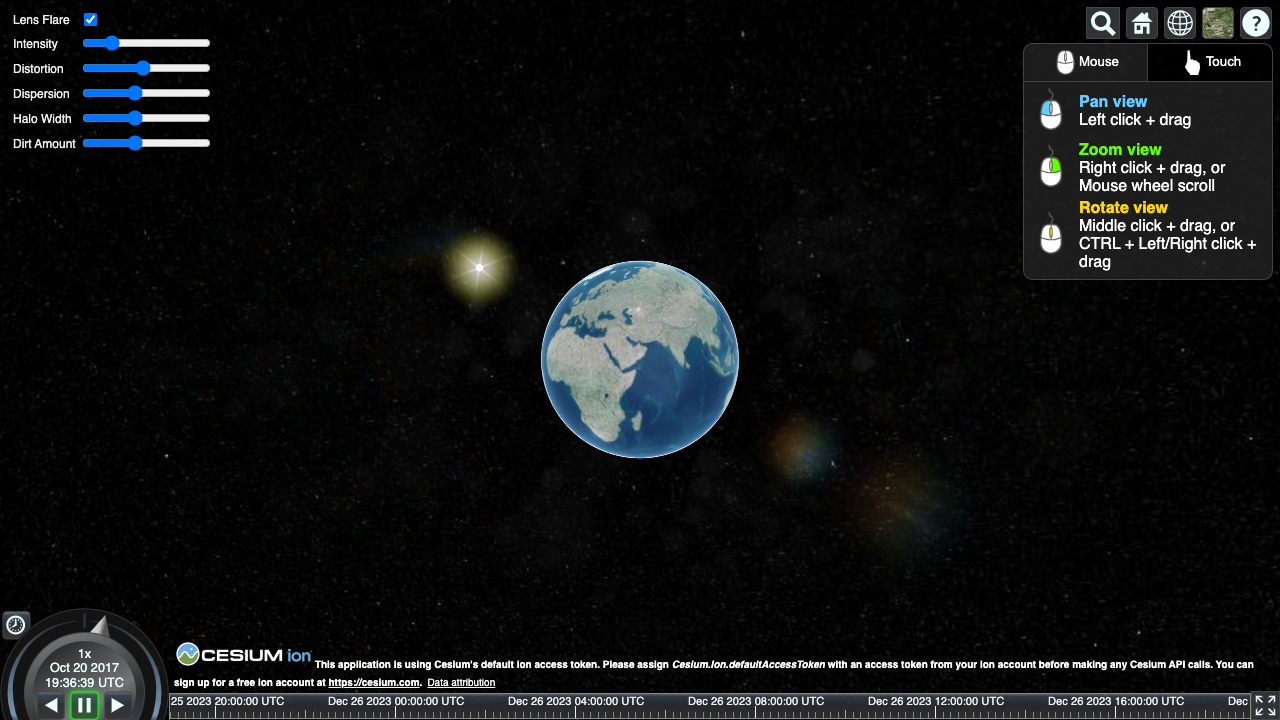 Lens Flare
Intensity
Distortion
Dispersion
Halo Width
Dirt Amount
?
Mouse
Touch
Pan view
Left click + drag
Zoom view
Right click + drag, or
Mouse wheel scroll
Rotate view
Middle click + drag, or
CTRL + Left/Right click +
drag
1x
Oct 20 2017
19:36:39 UTC
CESIUM ion
This application is using Cesium's default ion access token. Please assign Cesium.Ion.defaultAccessToken with an access token from your ion account before making any Cesium API calls. You can
sign up for a free ion account at https://cesium.com. Data attribution
25 2023 20:00:00 UTC
Dec 26 2023 00:00:00 UTC
Dec 26 2023 04:00:00 UTC
Dec 26 2023 08:00:00 UTC
Dec 26 2023 12:00:00 UTC
Dec 26 2023 16:00:00 UTC
Dec